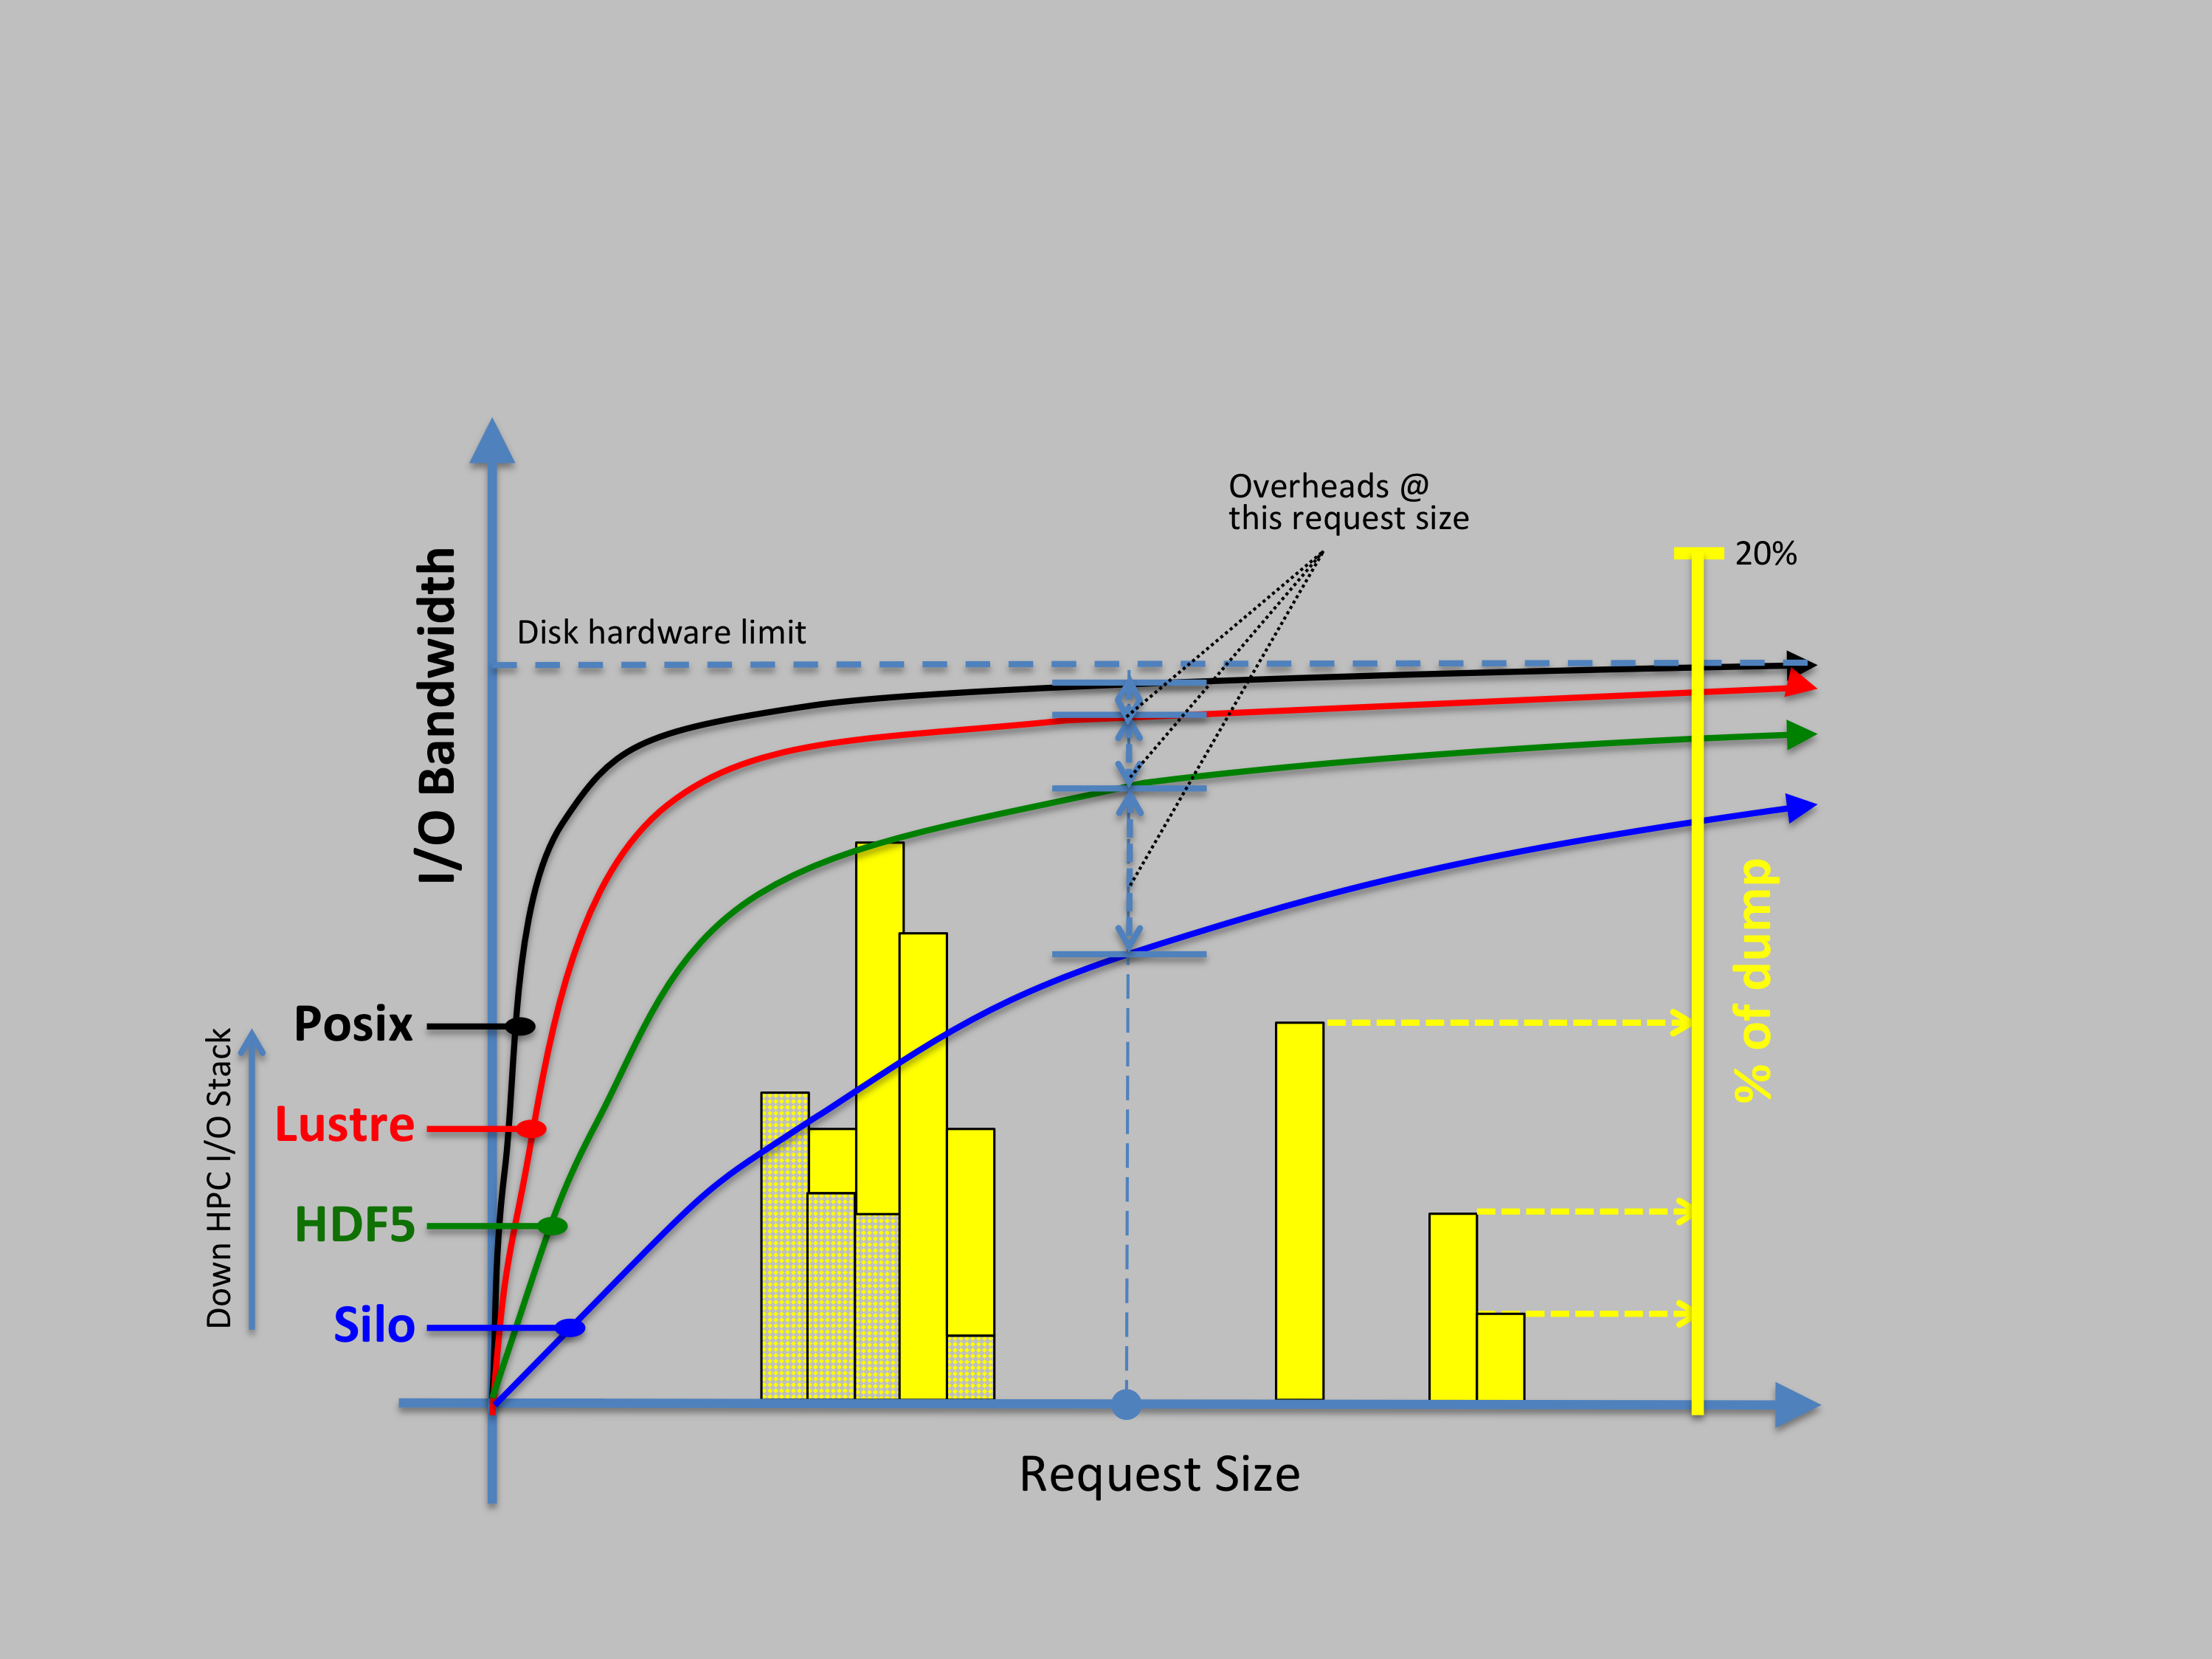 Overheads @
this request size
20%
Disk hardware limit
I/O Bandwidth
% of dump
Posix
Lustre
HDF5
Silo
Down HPC I/O Stack
Request Size